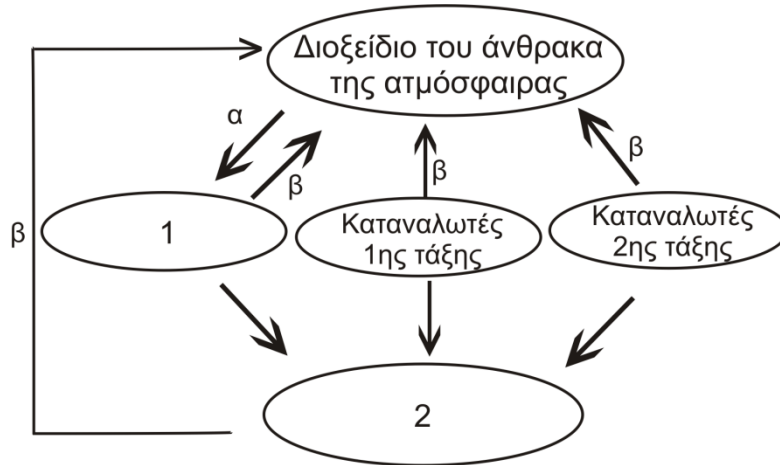 Διοξείδιο του άνθρακα
της ατμόσφαιρας
α
β
β
β
β
1
Καταναλωτές
1ης τάξης
Καταναλωτές
2ης τάξης
2